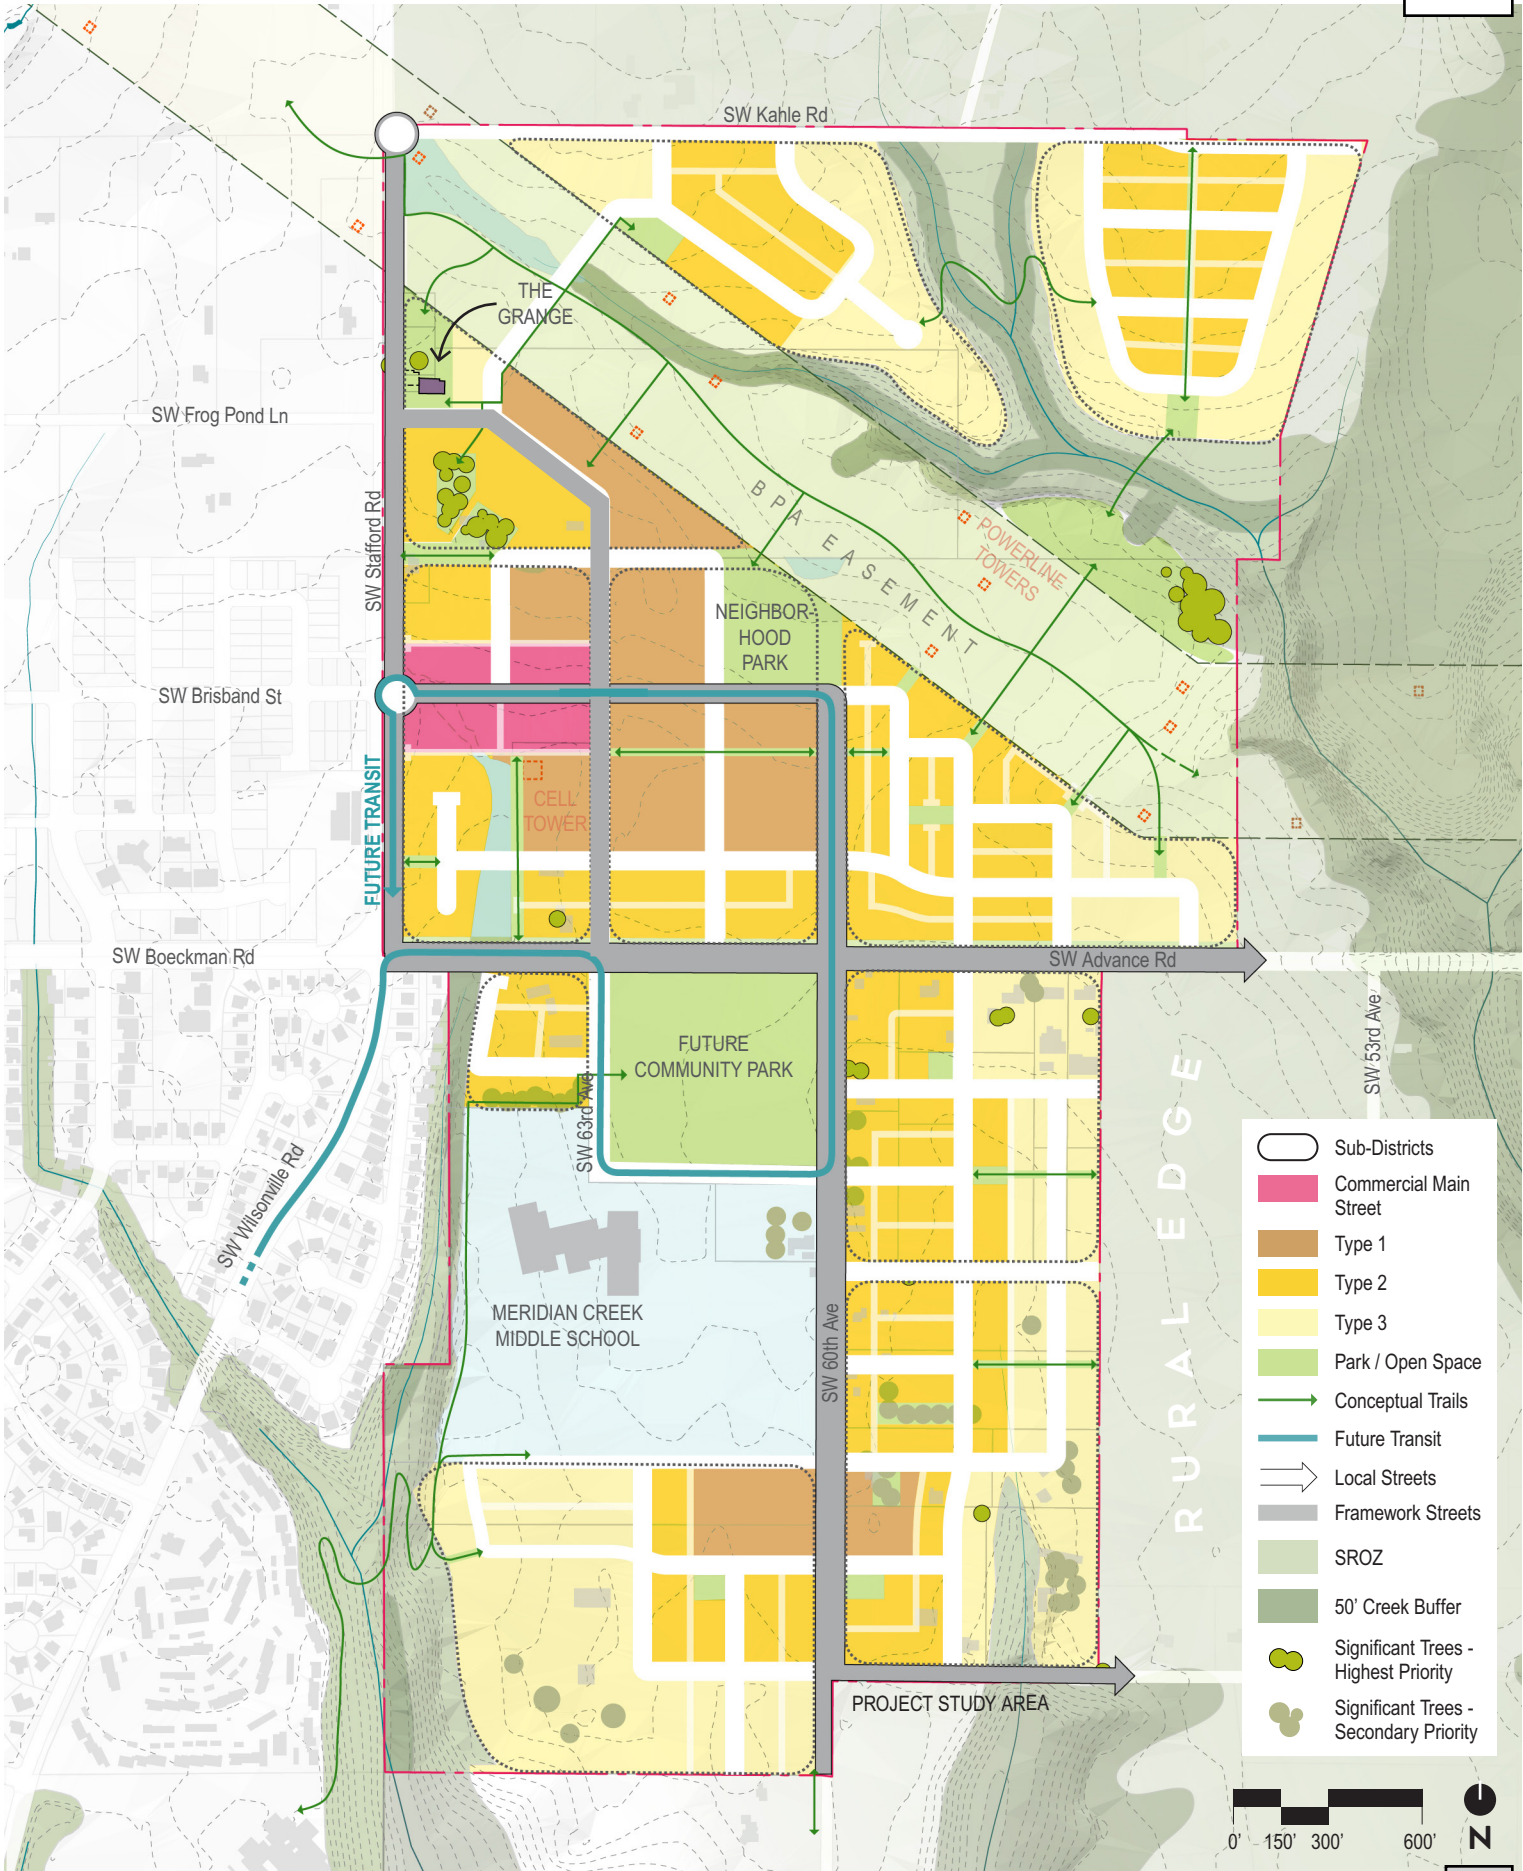 SW Kahle Rd
THE
GRANGE
SW Frog Pond Ln
SW Stafford Rd
BPA EASEMENT
POWERLINE
TOWERS
NEIGHBOR-
HOOD
PARK
SW Brisband St
FUTURE TRANSIT
CELL
TOWER
SW Boeckman Rd
SW Advance Rd
SW 53rd Ave
FUTURE
COMMUNITY PARK
SW 63rd Ave
SW Wilsonville Rd
RURAL EDGE
MERIDIAN CREEK
MIDDLE SCHOOL
SW 60th Ave
PROJECT STUDY AREA
Sub-Districts
Commercial Main
Street
Type 1
Type 2
Type 3
Park / Open Space
Conceptual Trails
Future Transit
Local Streets
Framework Streets
SROZ
50' Creek Buffer
Significant Trees -
Highest Priority
Significant Trees -
Secondary Priority
0' 150' 300' 600'
N